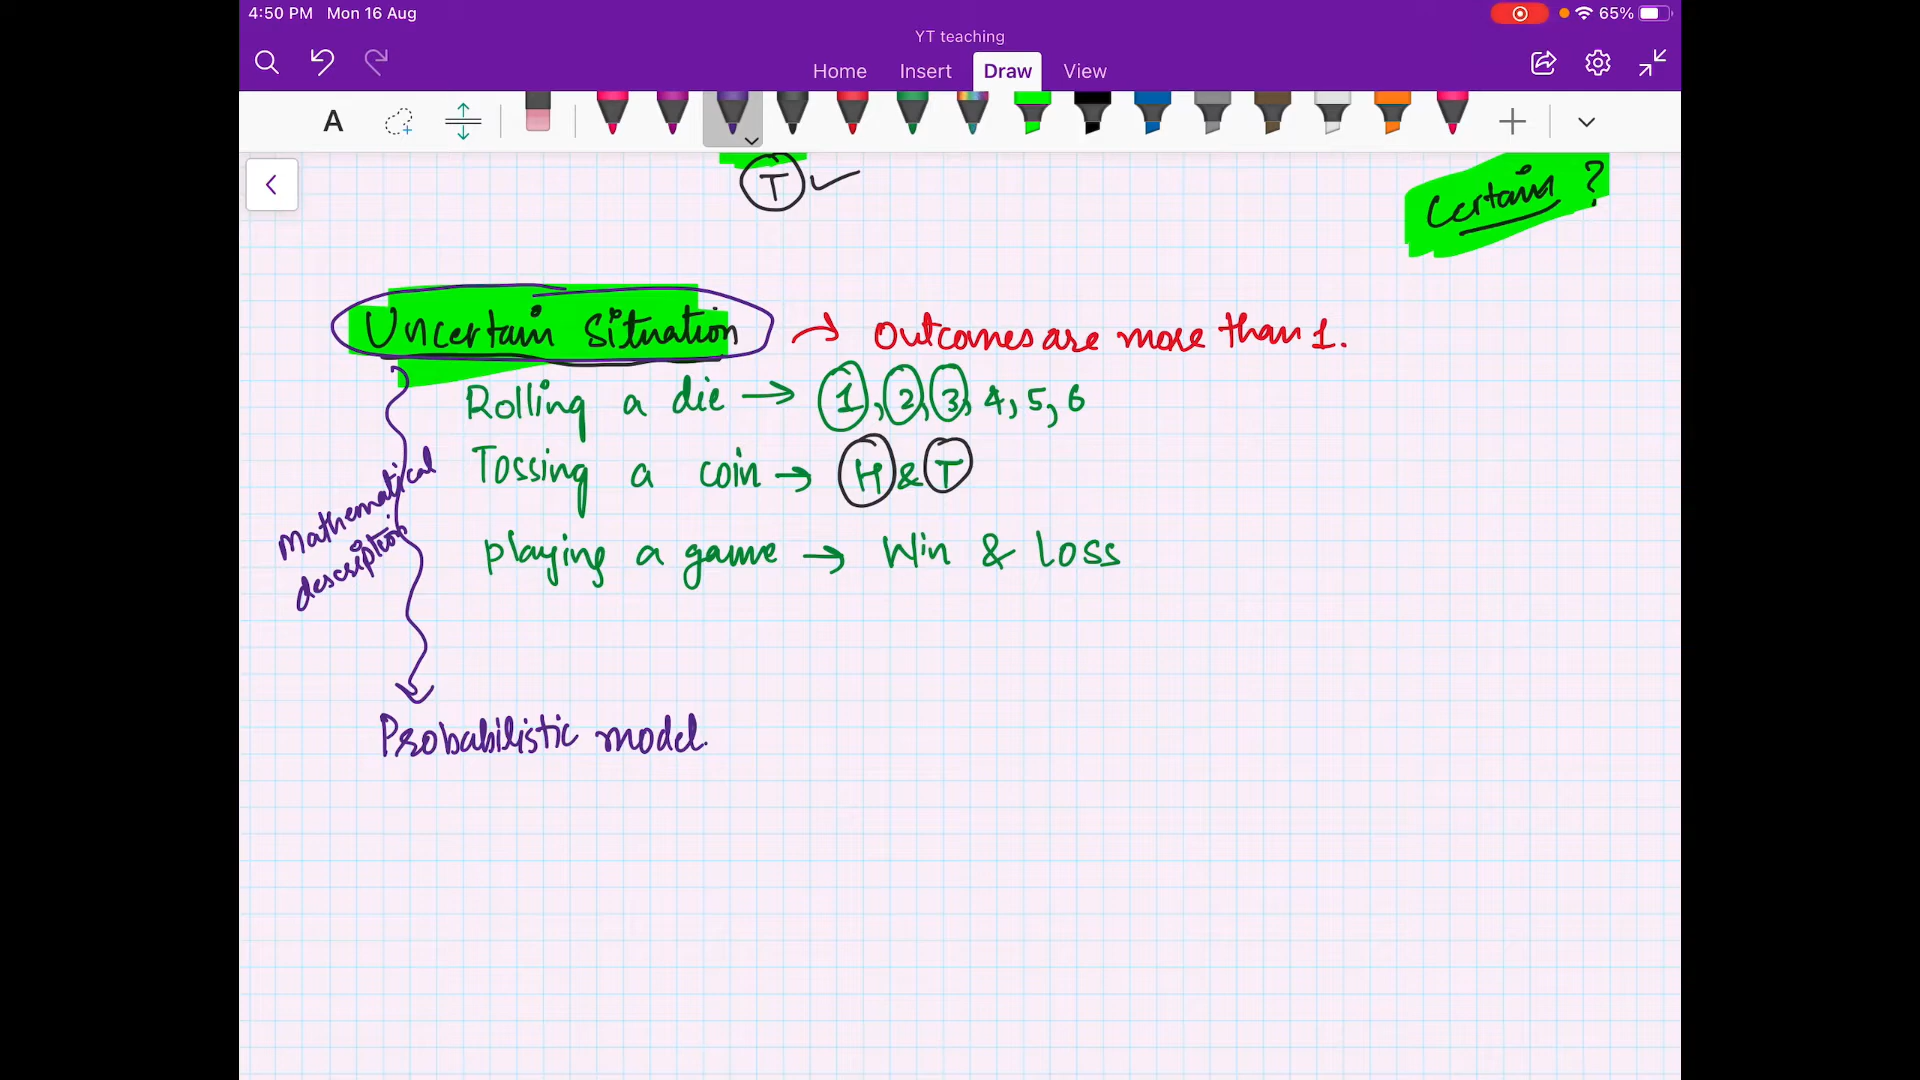 4:50 PM Mon 16 Aug
65%
YT teaching
Home Insert Draw View
A
T
Certain ?
Uncertain Situation → Outcomes are more than 1.
Rolling a die → 1, 2, 3, 4, 5, 6
Tossing a coin → H & T
playing a game → Win & loss
Mathematical
description
Probabilistic model.